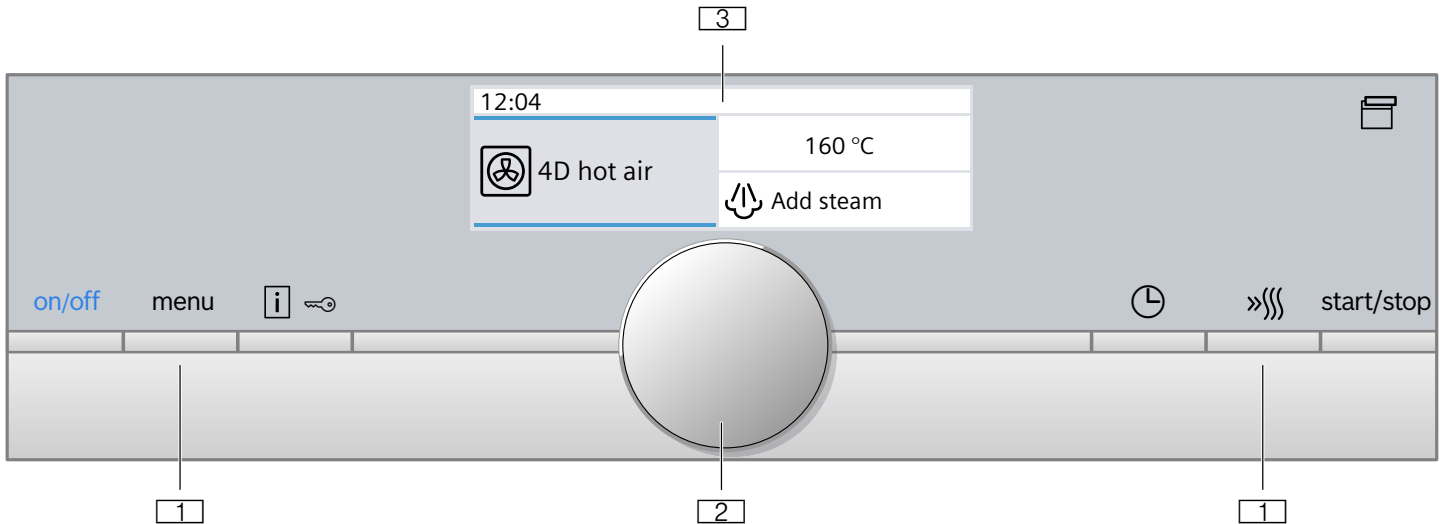 3
12:04
4D hot air
160 °C
Add steam
on/off
menu
i
start/stop
1
2
1